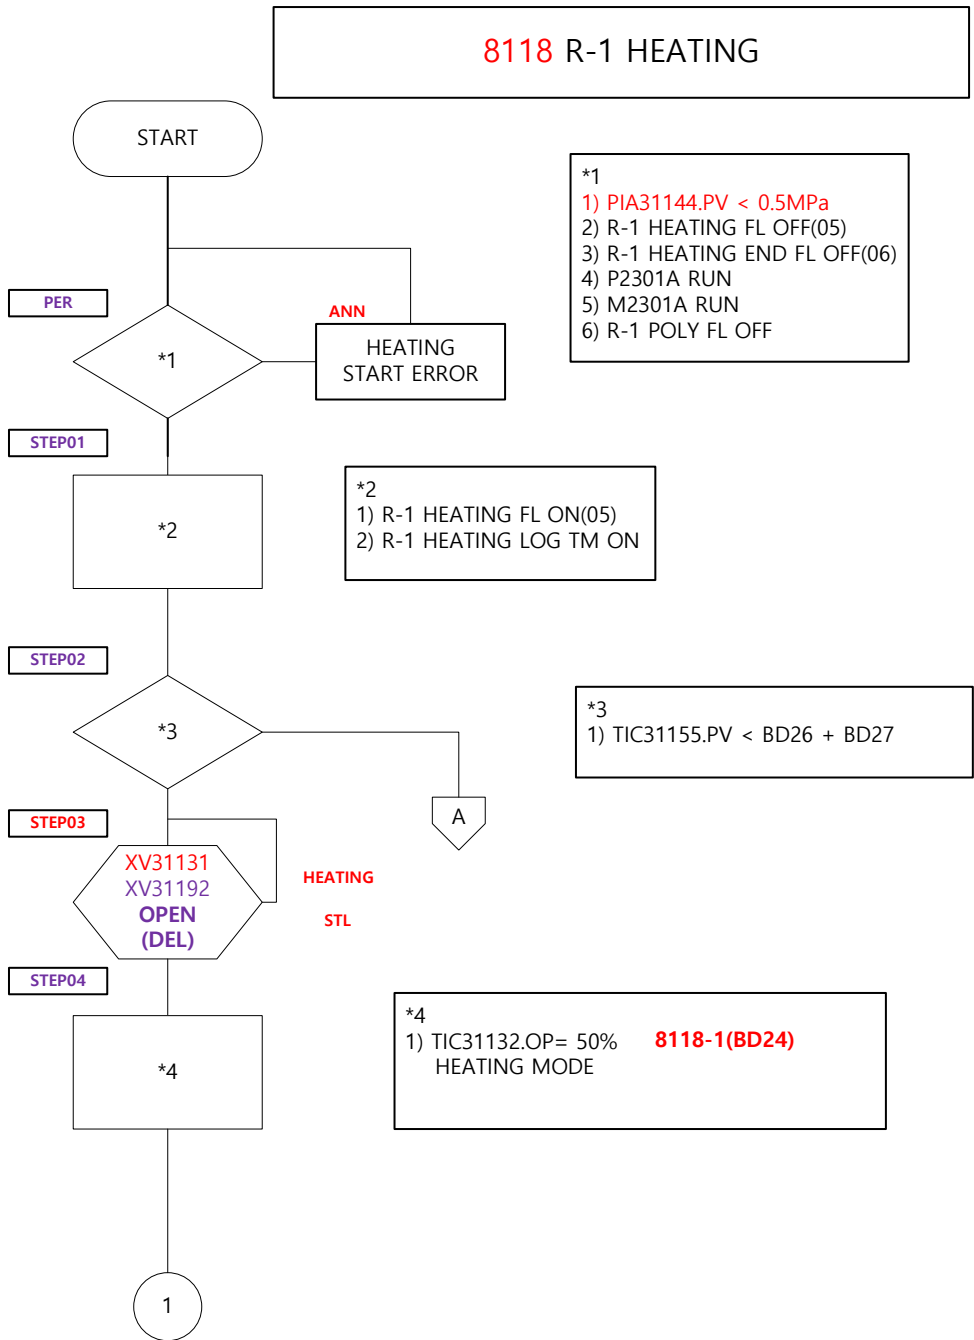 8118 R-1 HEATING
START
*1
1) PIA31144.PV < 0.5MPa
2) R-1 HEATING FL OFF(05)
3) R-1 HEATING END FL OFF(06)
4) P2301A RUN
5) M2301A RUN
6) R-1 POLY FL OFF
PER
ANN
*1
HEATING
START ERROR
STEP01
*2
*2
1) R-1 HEATING FL ON(05)
2) R-1 HEATING LOG TM ON
STEP02
*3
*3
1) TIC31155.PV < BD26 + BD27
A
STEP03
XV31131
XV31192
OPEN
(DEL)
HEATING
STL
STEP04
*4
*4
1) TIC31132.OP= 50% 8118-1(BD24)
HEATING MODE
1